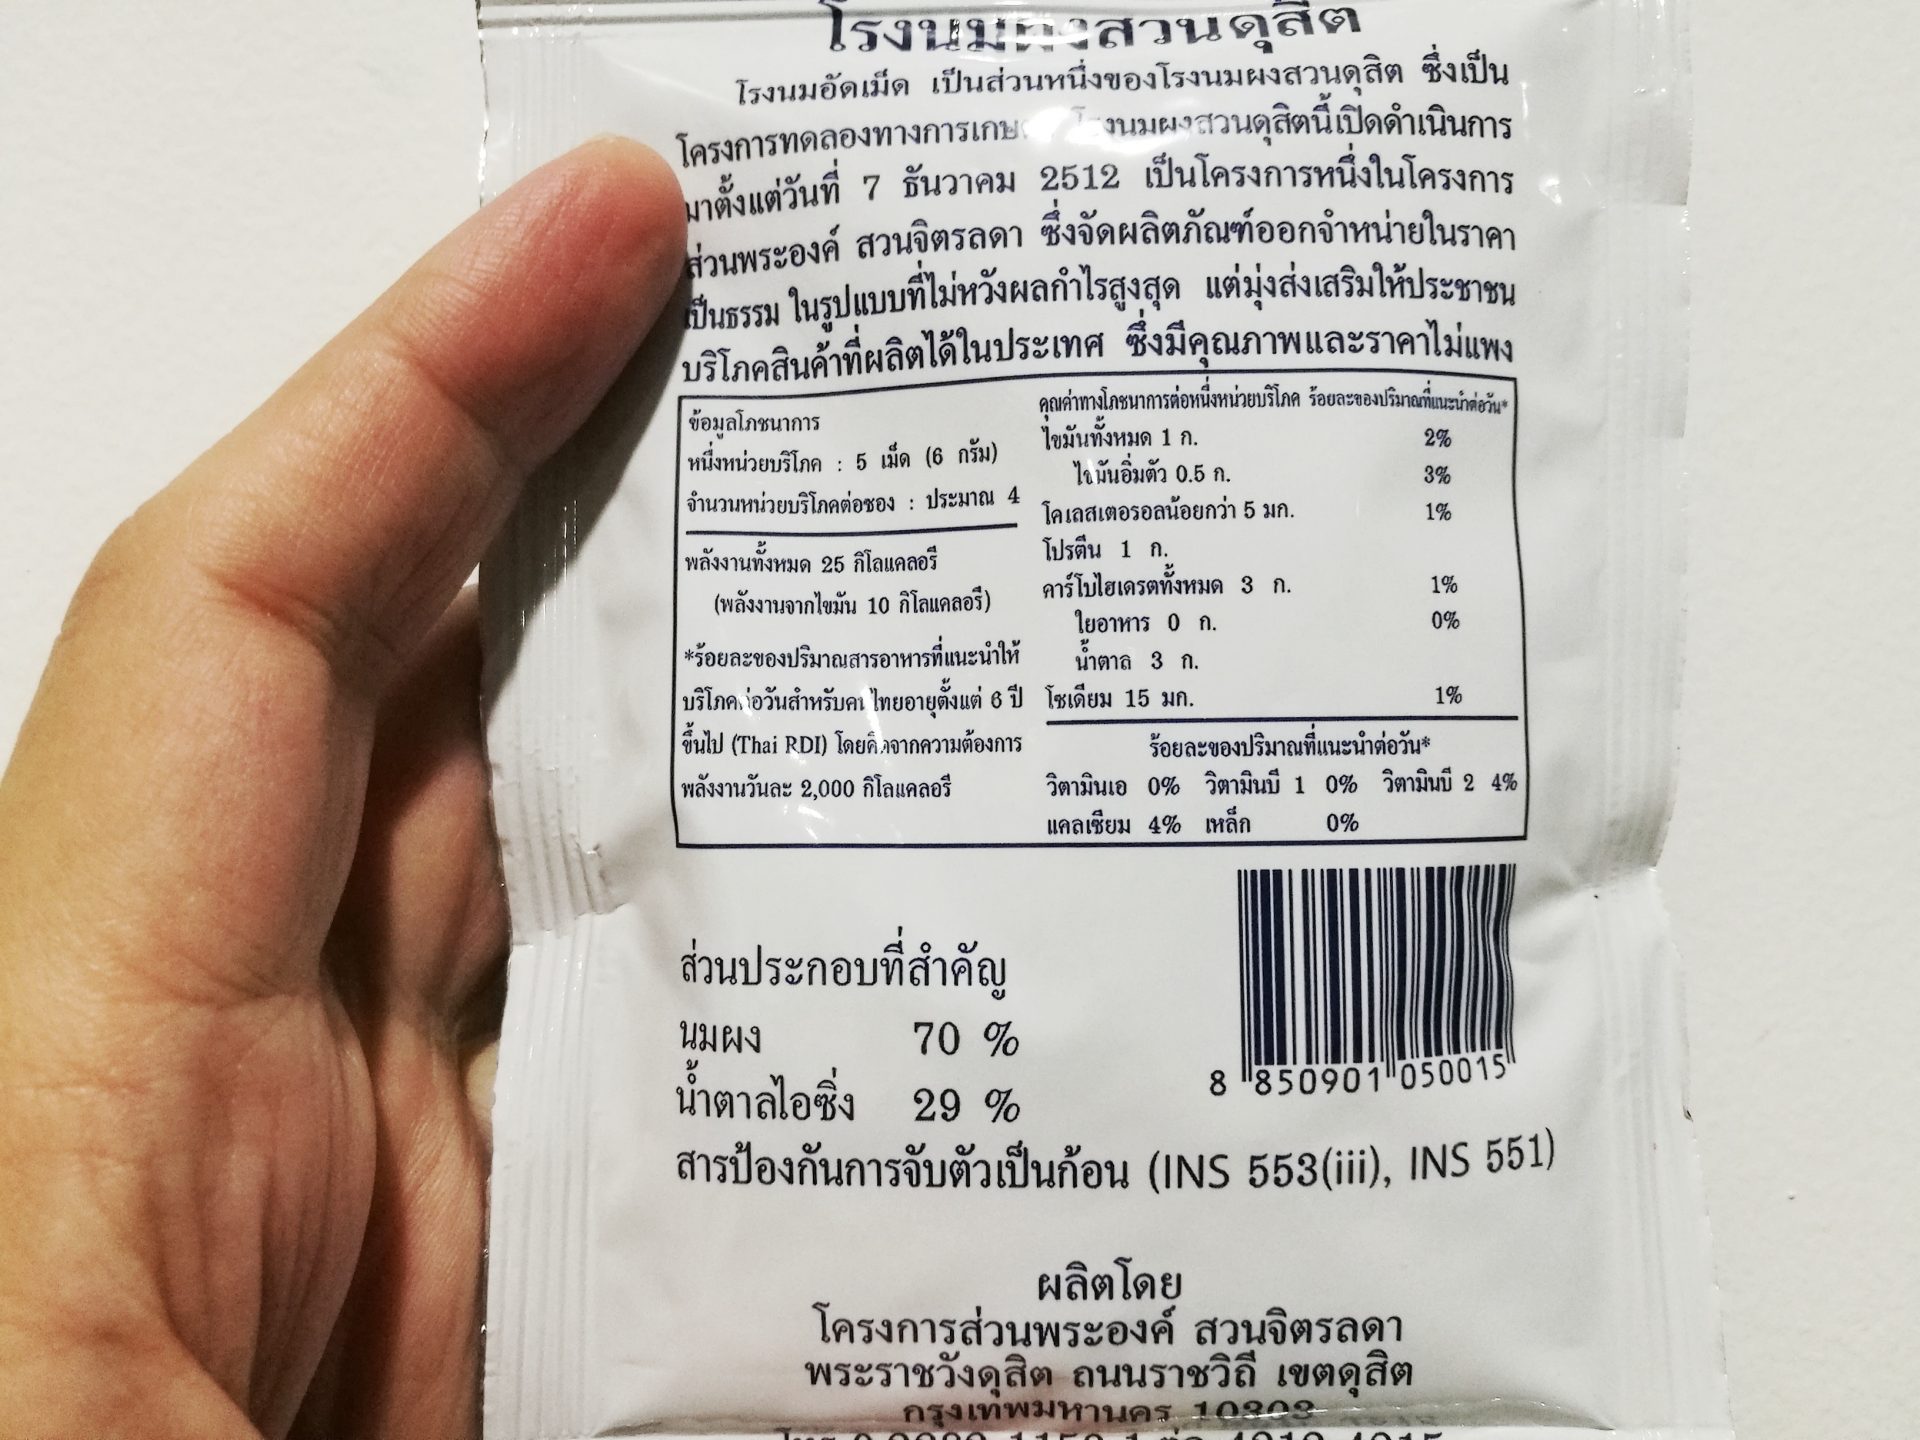 โรงนมผงสวนดุสิต
โรงนมอัดเม็ด เป็นส่วนหนึ่งของโรงนมผงสวนดุสิต ซึ่งเป็น
โครงการทดลองทางการเกษตร โรงนมผงสวนดุสิตนี้เปิดดำเนินการ
มาตั้งแต่วันที่ 7 ธันวาคม 2512 เป็นโครงการหนึ่งในโครงการ
ส่วนพระองค์ สวนจิตรลดา ซึ่งจัดผลิตภัณฑ์ออกจำหน่ายในราคา
เป็นธรรม ในรูปแบบที่ไม่หวังผลกำไรสูงสุด แต่มุ่งส่งเสริมให้ประชาชน
บริโภคสินค้าที่ผลิตได้ในประเทศ ซึ่งมีคุณภาพและราคาไม่แพง
ข้อมูลโภชนาการ
หนึ่งหน่วยบริโภค : 5 เม็ด (6 กรัม)
จำนวนหน่วยบริโภคต่อซอง : ประมาณ 4
พลังงานทั้งหมด 25 กิโลแคลอรี
(พลังงานจากไขมัน 10 กิโลแคลอรี)
*ร้อยละของปริมาณสารอาหารที่แนะนำให้
บริโภคต่อวันสำหรับคนไทยอายุตั้งแต่ 6 ปี
ขึ้นไป (Thai RDI) โดยคิดจากความต้องการ
พลังงานวันละ 2,000 กิโลแคลอรี
คุณค่าทางโภชนาการต่อหนึ่งหน่วยบริโภค ร้อยละของปริมาณที่แนะนำต่อวัน*
ไขมันทั้งหมด 1 ก. 2%
ไขมันอิ่มตัว 0.5 ก. 3%
โคเลสเตอรอลน้อยกว่า 5 มก. 1%
โปรตีน 1 ก.
คาร์โบไฮเดรตทั้งหมด 3 ก. 1%
ใยอาหาร 0 ก. 0%
น้ำตาล 3 ก.
โซเดียม 15 มก. 1%
ร้อยละของปริมาณที่แนะนำต่อวัน*
วิตามินเอ 0% วิตามินบี 1 0% วิตามินบี 2 4%
แคลเซียม 4% เหล็ก 0%
ส่วนประกอบที่สำคัญ
นมผง 70 %
น้ำตาลไอซิ่ง 29 %
สารป้องกันการจับตัวเป็นก้อน (INS 553(iii), INS 551)
8 850901 050015
ผลิตโดย
โครงการส่วนพระองค์ สวนจิตรลดา
พระราชวังดุสิต ถนนราชวิถี เขตดุสิต
กรุงเทพมหานคร 10303